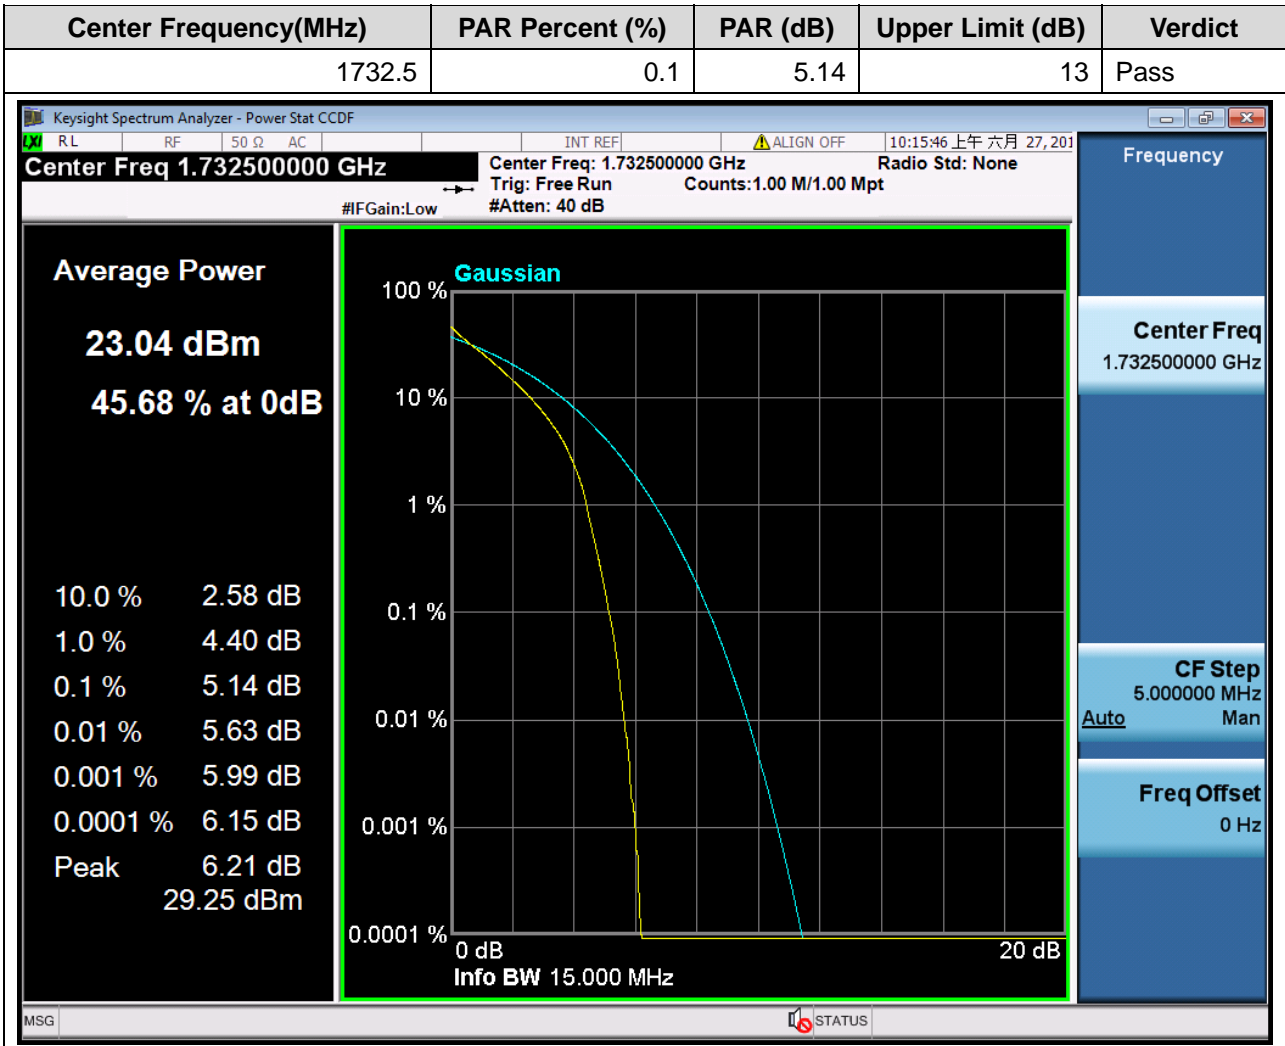 Center Frequency(MHz) PAR Percent (%) PAR (dB) Upper Limit (dB) Verdict
1732.5 0.1 5.14 13 Pass
Keysight Spectrum Analyzer - Power Stat CCDF
LXI RL RF 50 Ω AC INT REF ALIGN OFF 10:15:46 上午 六月 27, 201
Center Freq 1.732500000 GHz
Center Freq: 1.732500000 GHz Radio Std: None
Trig: Free Run Counts:1.00 M/1.00 Mpt
#IFGain:Low #Atten: 40 dB
Frequency
Average Power
23.04 dBm
45.68 % at 0dB
10.0 % 2.58 dB
1.0 % 4.40 dB
0.1 % 5.14 dB
0.01 % 5.63 dB
0.001 % 5.99 dB
0.0001 % 6.15 dB
Peak 6.21 dB
29.25 dBm
Gaussian
100 %
10 %
1 %
0.1 %
0.01 %
0.001 %
0.0001 %
0 dB 20 dB
Info BW 15.000 MHz
Center Freq
1.732500000 GHz
CF Step
5.000000 MHz
Auto Man
Freq Offset
0 Hz
MSG STATUS